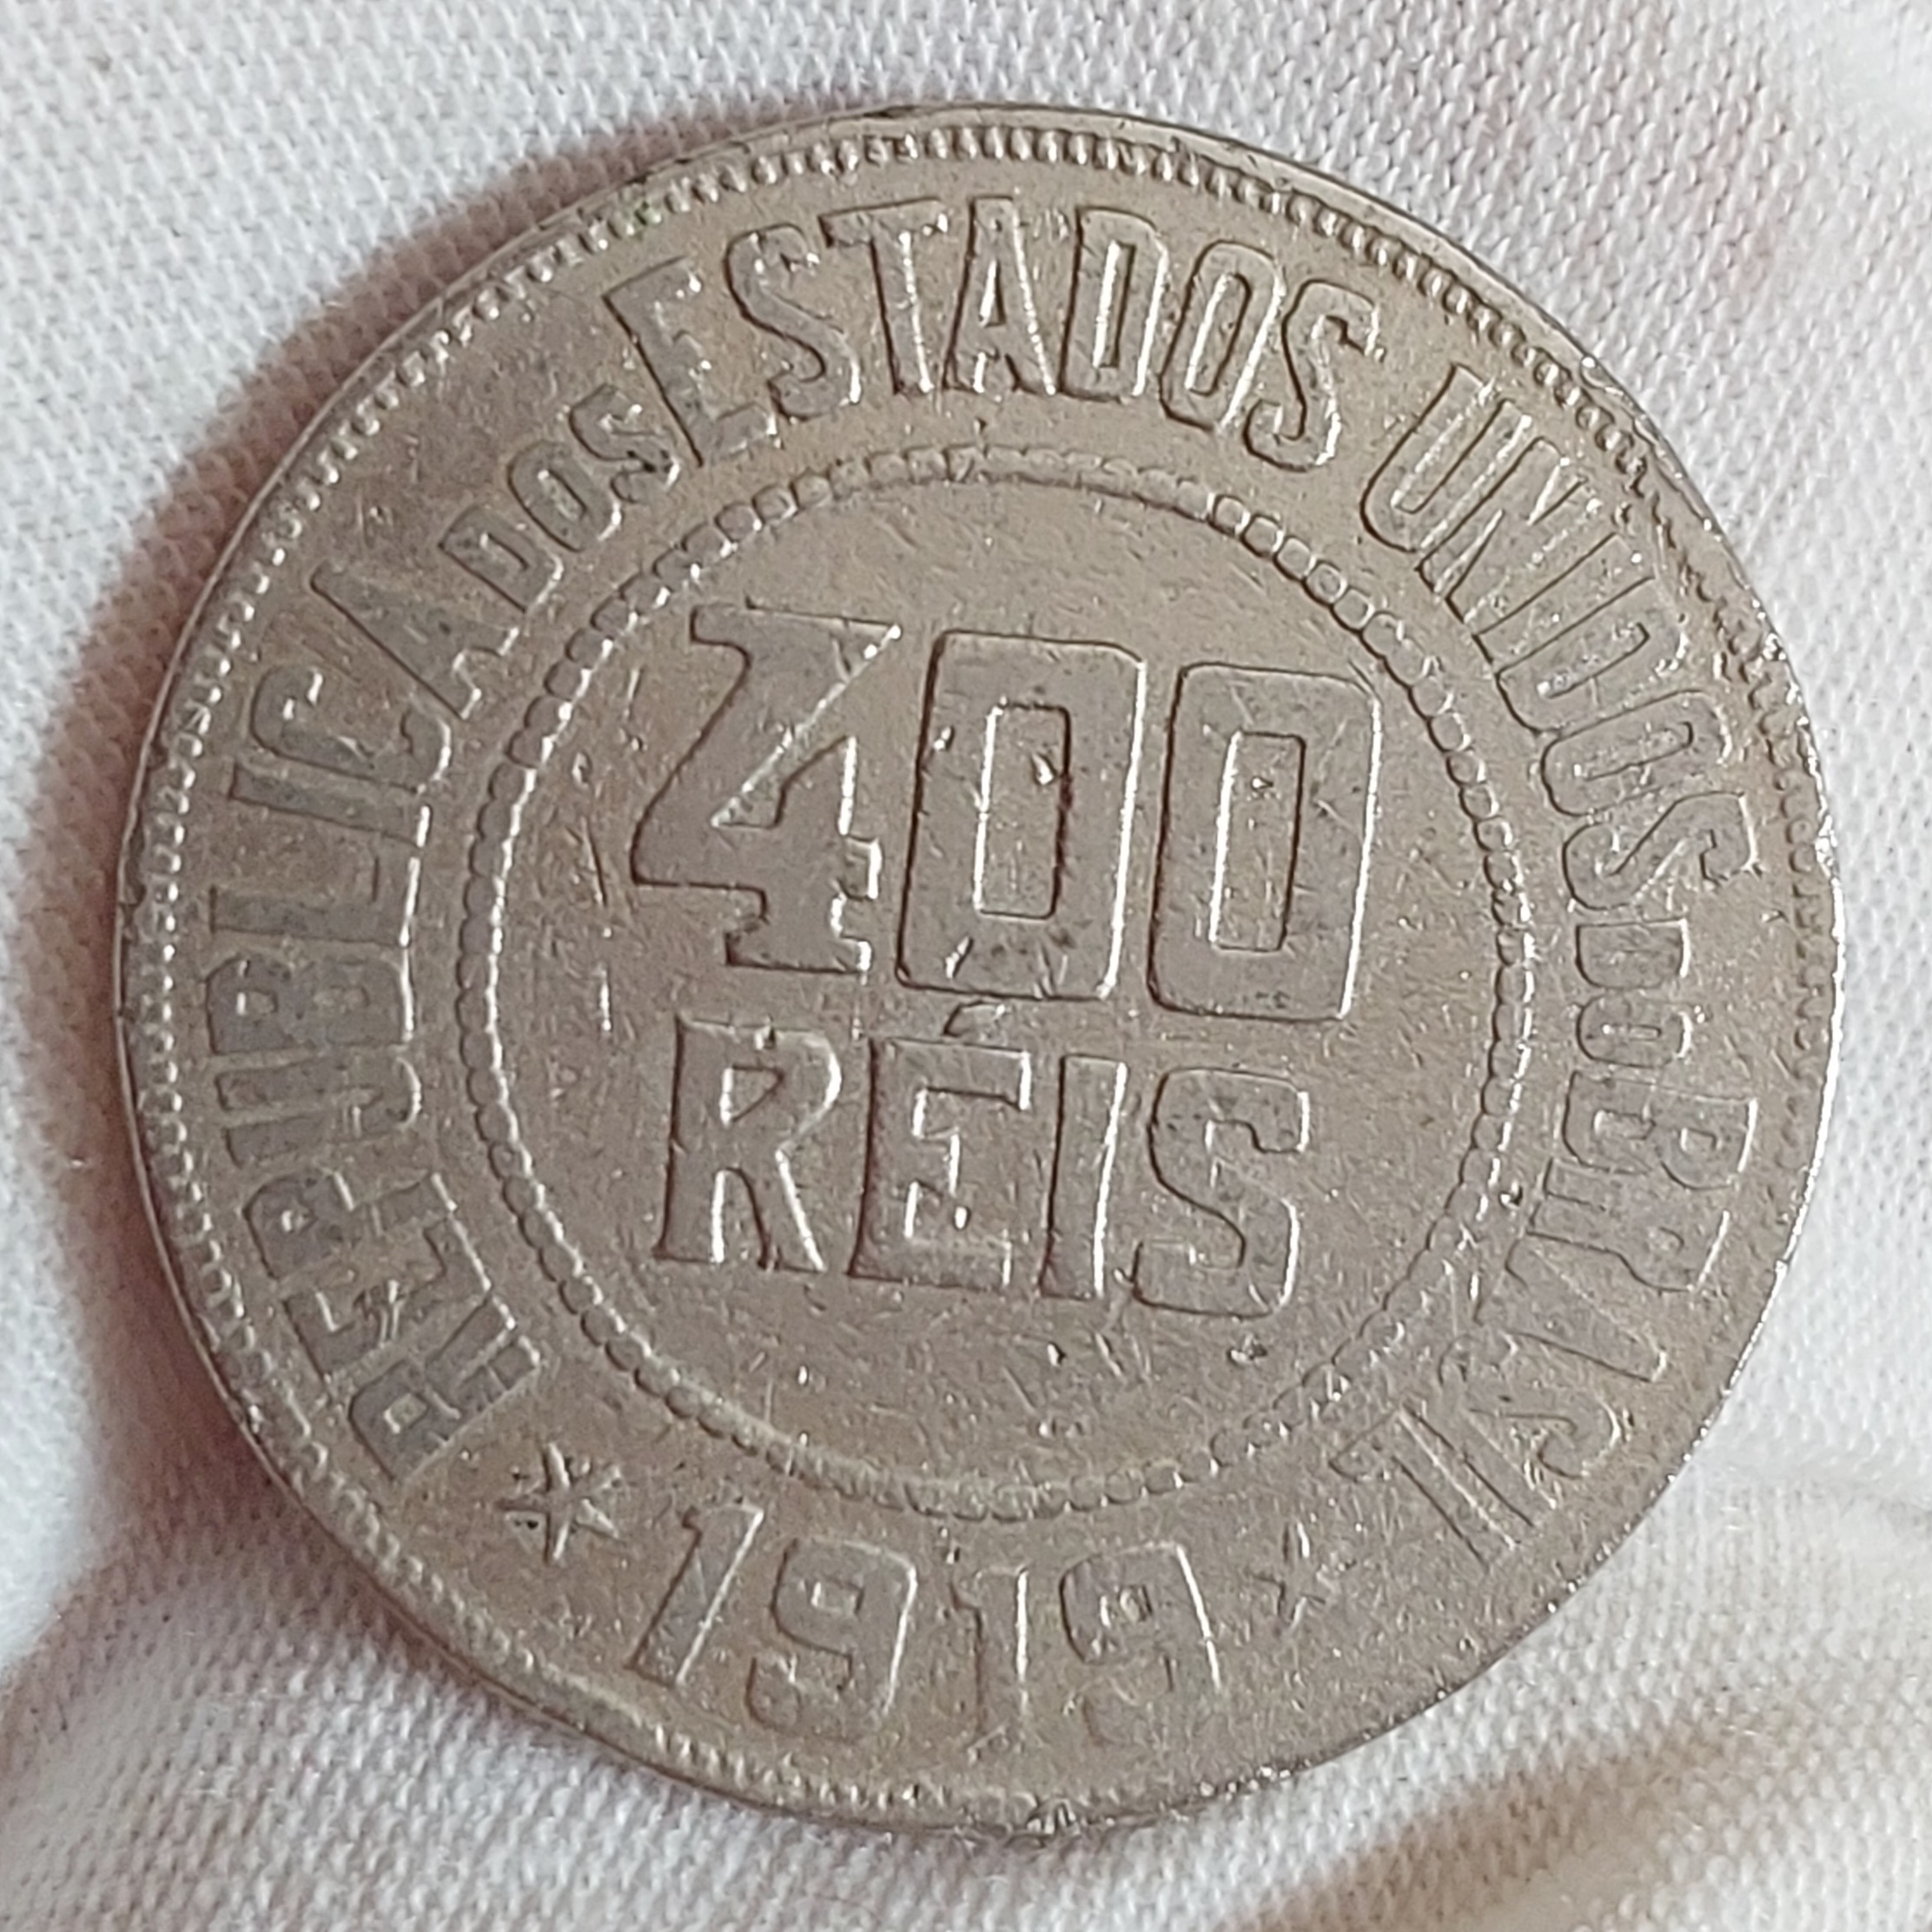 REPUBLICA DOS ESTADOS UNIDOS DO BRAZIL
400
RÉIS
* 1919 *